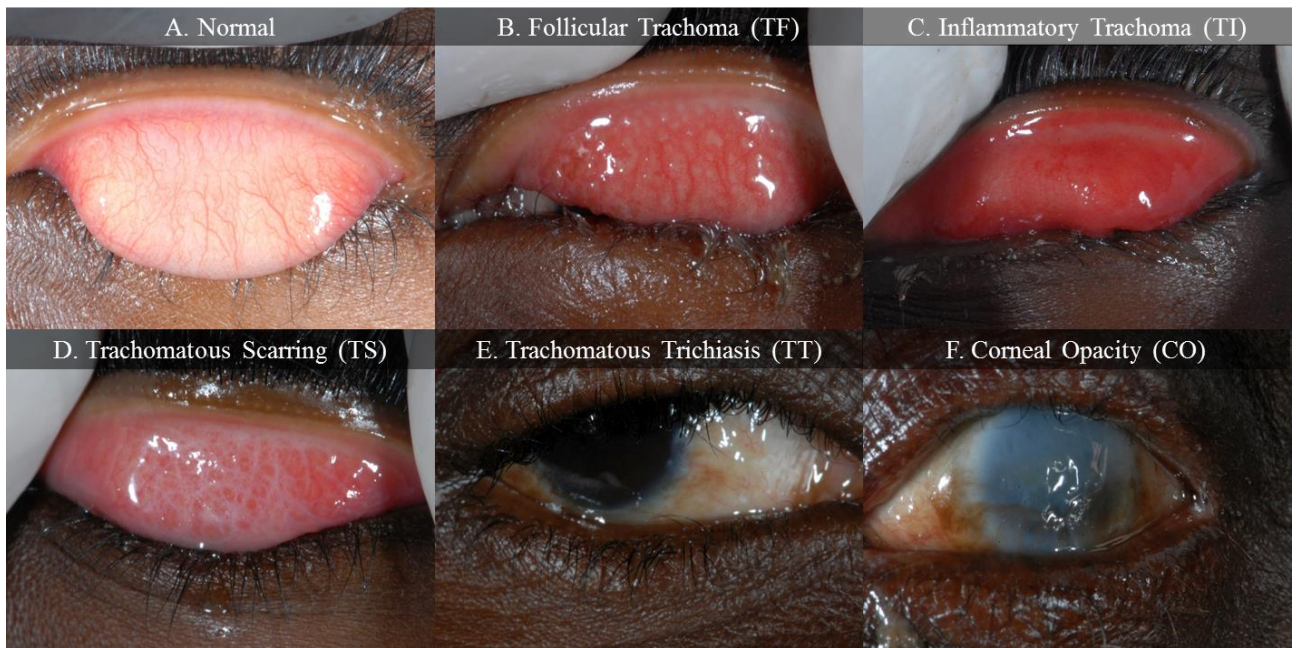 A. Normal
B. Follicular Trachoma (TF)
C. Inflammatory Trachoma (TI)
D. Trachomatous Scarring (TS)
E. Trachomatous Trichiasis (TT)
F. Corneal Opacity (CO)